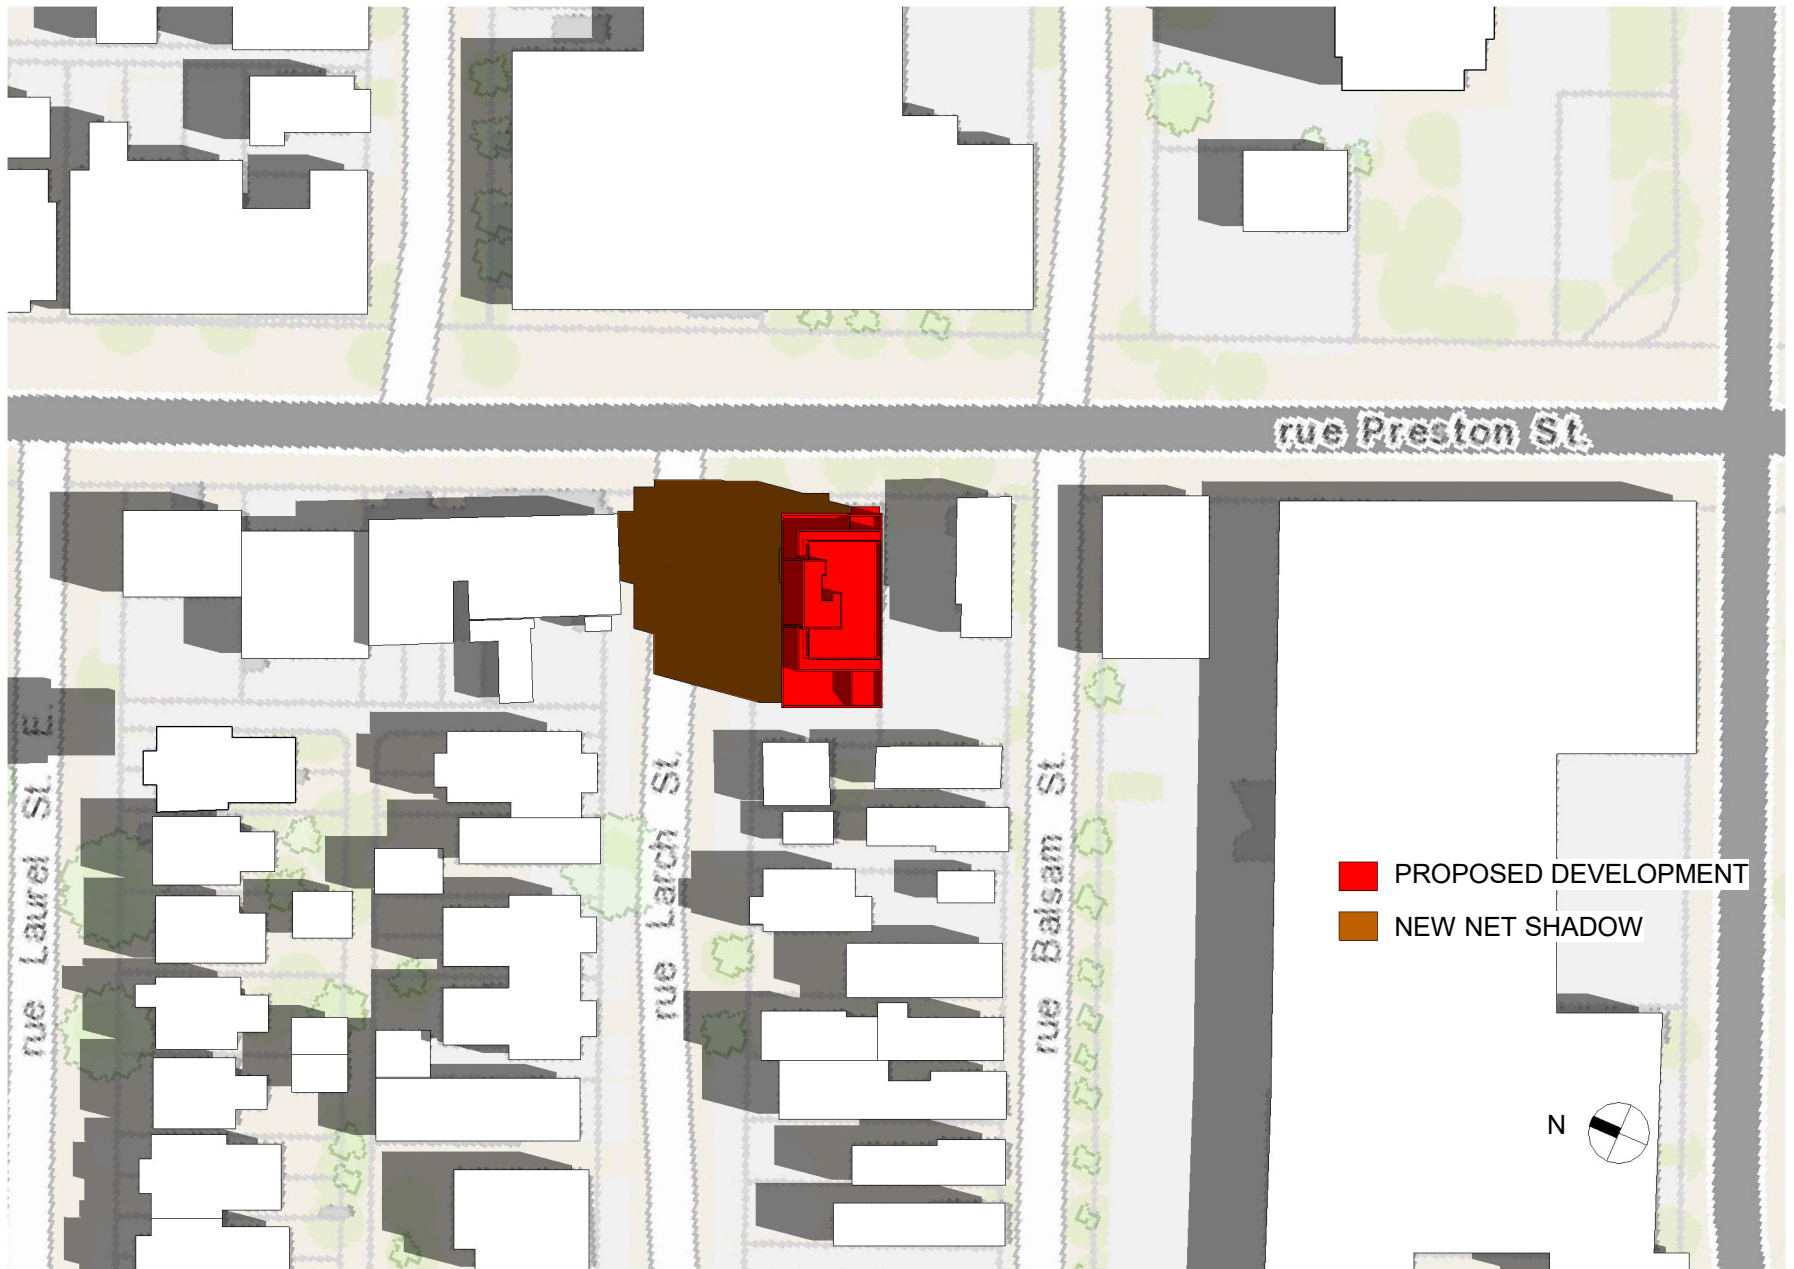 rue Preston St.
rue Laurel St. E.
rue Larch St.
rue Balsam St.
PROPOSED DEVELOPMENT
NEW NET SHADOW
N